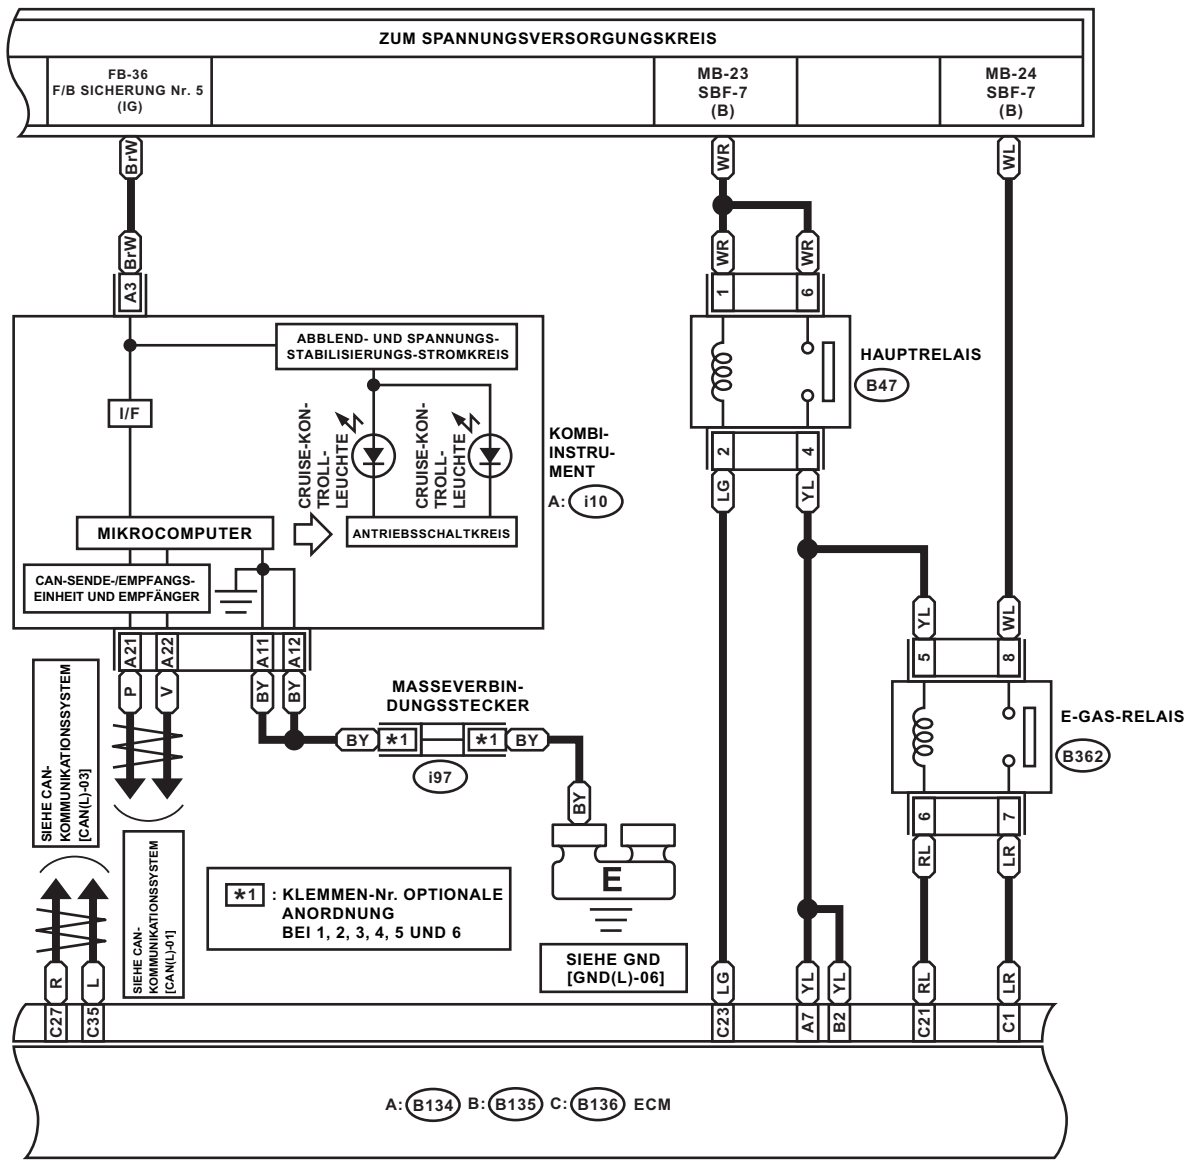 ZUM SPANNUNGSVERSORGUNGSKREIS
FB-36
F/B SICHERUNG Nr. 5
(IG)
MB-23
SBF-7
(B)
MB-24
SBF-7
(B)
BrW
WR
WL
BrW
WR
WR
A3
1
6
ABBLEND- UND SPANNUNGS-
STABILISIERUNGS-STROMKREIS
HAUPTRELAIS
B47
I/F
CRUISE-KON-
TROLL-
LEUCHTE
CRUISE-KON-
TROLL-
LEUCHTE
KOMBI-
INSTRU-
MENT
A: i10
2
4
LG
YL
MIKROCOMPUTER
ANTRIEBSSCHALTKREIS
CAN-SENDE-/EMPFANGS-
EINHEIT UND EMPFÄNGER
YL
WL
A21
A22
A11
A12
5
8
P
V
BY
BY
MASSEVERBIN-
DUNGSSTECKER
BY
*1
*1
BY
i97
E-GAS-RELAIS
B362
SIEHE CAN-
KOMMUNIKATIONSSYSTEM
[CAN(L)-03]
SIEHE CAN-
KOMMUNIKATIONSSYSTEM
[CAN(L)-01]
BY
E
6
7
RL
LR
*1 : KLEMMEN-Nr. OPTIONALE
ANORDNUNG
BEI 1, 2, 3, 4, 5 UND 6
SIEHE GND
[GND(L)-06]
R
L
LG
YL
YL
RL
LR
C27
C35
C23
A7
B2
C21
C1
A: B134 B: B135 C: B136 ECM